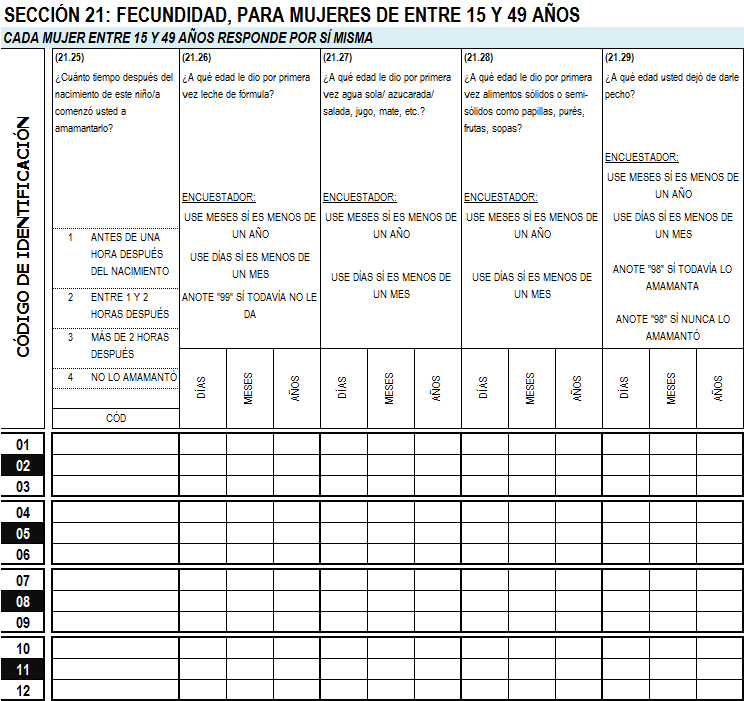 SECCIÓN 21: FECUNDIDAD, PARA MUJERES DE ENTRE 15 Y 49 AÑOS
CADA MUJER ENTRE 15 Y 49 AÑOS RESPONDE POR SÍ MISMA
CÓDIGO DE IDENTIFICACIÓN
(21.25)
¿Cuánto tiempo después del
nacimiento de este niño/a
comenzó usted a
amamantarlo?
1 ANTES DE UNA
HORA DESPUÉS
DEL NACIMIENTO
2 ENTRE 1 Y 2
HORAS DESPUÉS
3 MÁS DE 2 HORAS
DESPUÉS
4 NO LO AMAMANTO
CÓD
(21.26)
¿A qué edad le dio por primera
vez leche de fórmula?
ENCUESTADOR:
USE MESES SÍ ES MENOS DE
UN AÑO
USE DÍAS SÍ ES MENOS DE
UN MES
ANOTE "99" SÍ TODAVÍA NO LE
DA
DÍAS
MESES
AÑOS
(21.27)
¿A qué edad le dio por primera
vez agua sola/ azucarada/
salada, jugo, mate, etc.?
ENCUESTADOR:
USE MESES SÍ ES MENOS DE
UN AÑO
USE DÍAS SÍ ES MENOS DE
UN MES
DÍAS
MESES
AÑOS
(21.28)
¿A qué edad le dio por primera
vez alimentos sólidos o semi-
sólidos como papillas, purés,
frutas, sopas?
ENCUESTADOR:
USE MESES SÍ ES MENOS DE
UN AÑO
USE DÍAS SÍ ES MENOS DE
UN MES
DÍAS
MESES
AÑOS
(21.29)
¿A qué edad usted dejó de darle
pecho?
ENCUESTADOR:
USE MESES SÍ ES MENOS DE
UN AÑO
USE DÍAS SÍ ES MENOS DE
UN MES
ANOTE "98" SÍ TODAVÍA LO
AMAMANTA
ANOTE "98" SÍ NUNCA LO
AMAMANTÓ
DÍAS
MESES
AÑOS
01
02
03
04
05
06
07
08
09
10
11
12